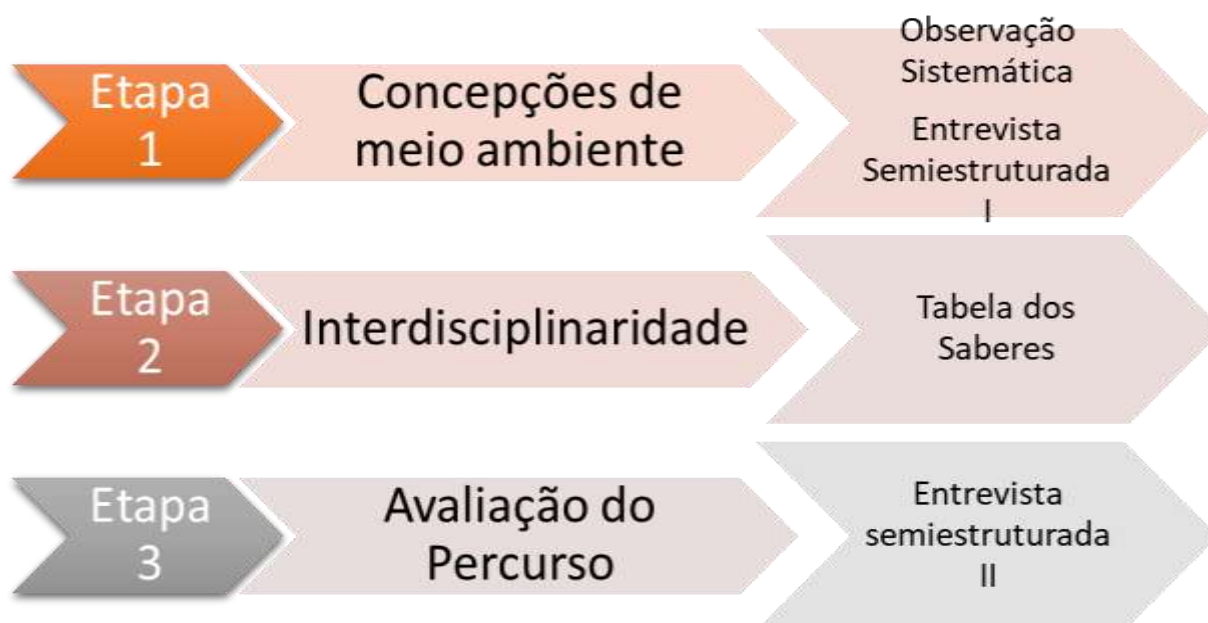 Etapa
1
Concepções de
meio ambiente
Observação
Sistemática
Entrevista
Semiestruturada
I
Etapa
2
Interdisciplinaridade
Tabela dos
Saberes
Etapa
3
Avaliação do
Percurso
Entrevista
semiestruturada
II